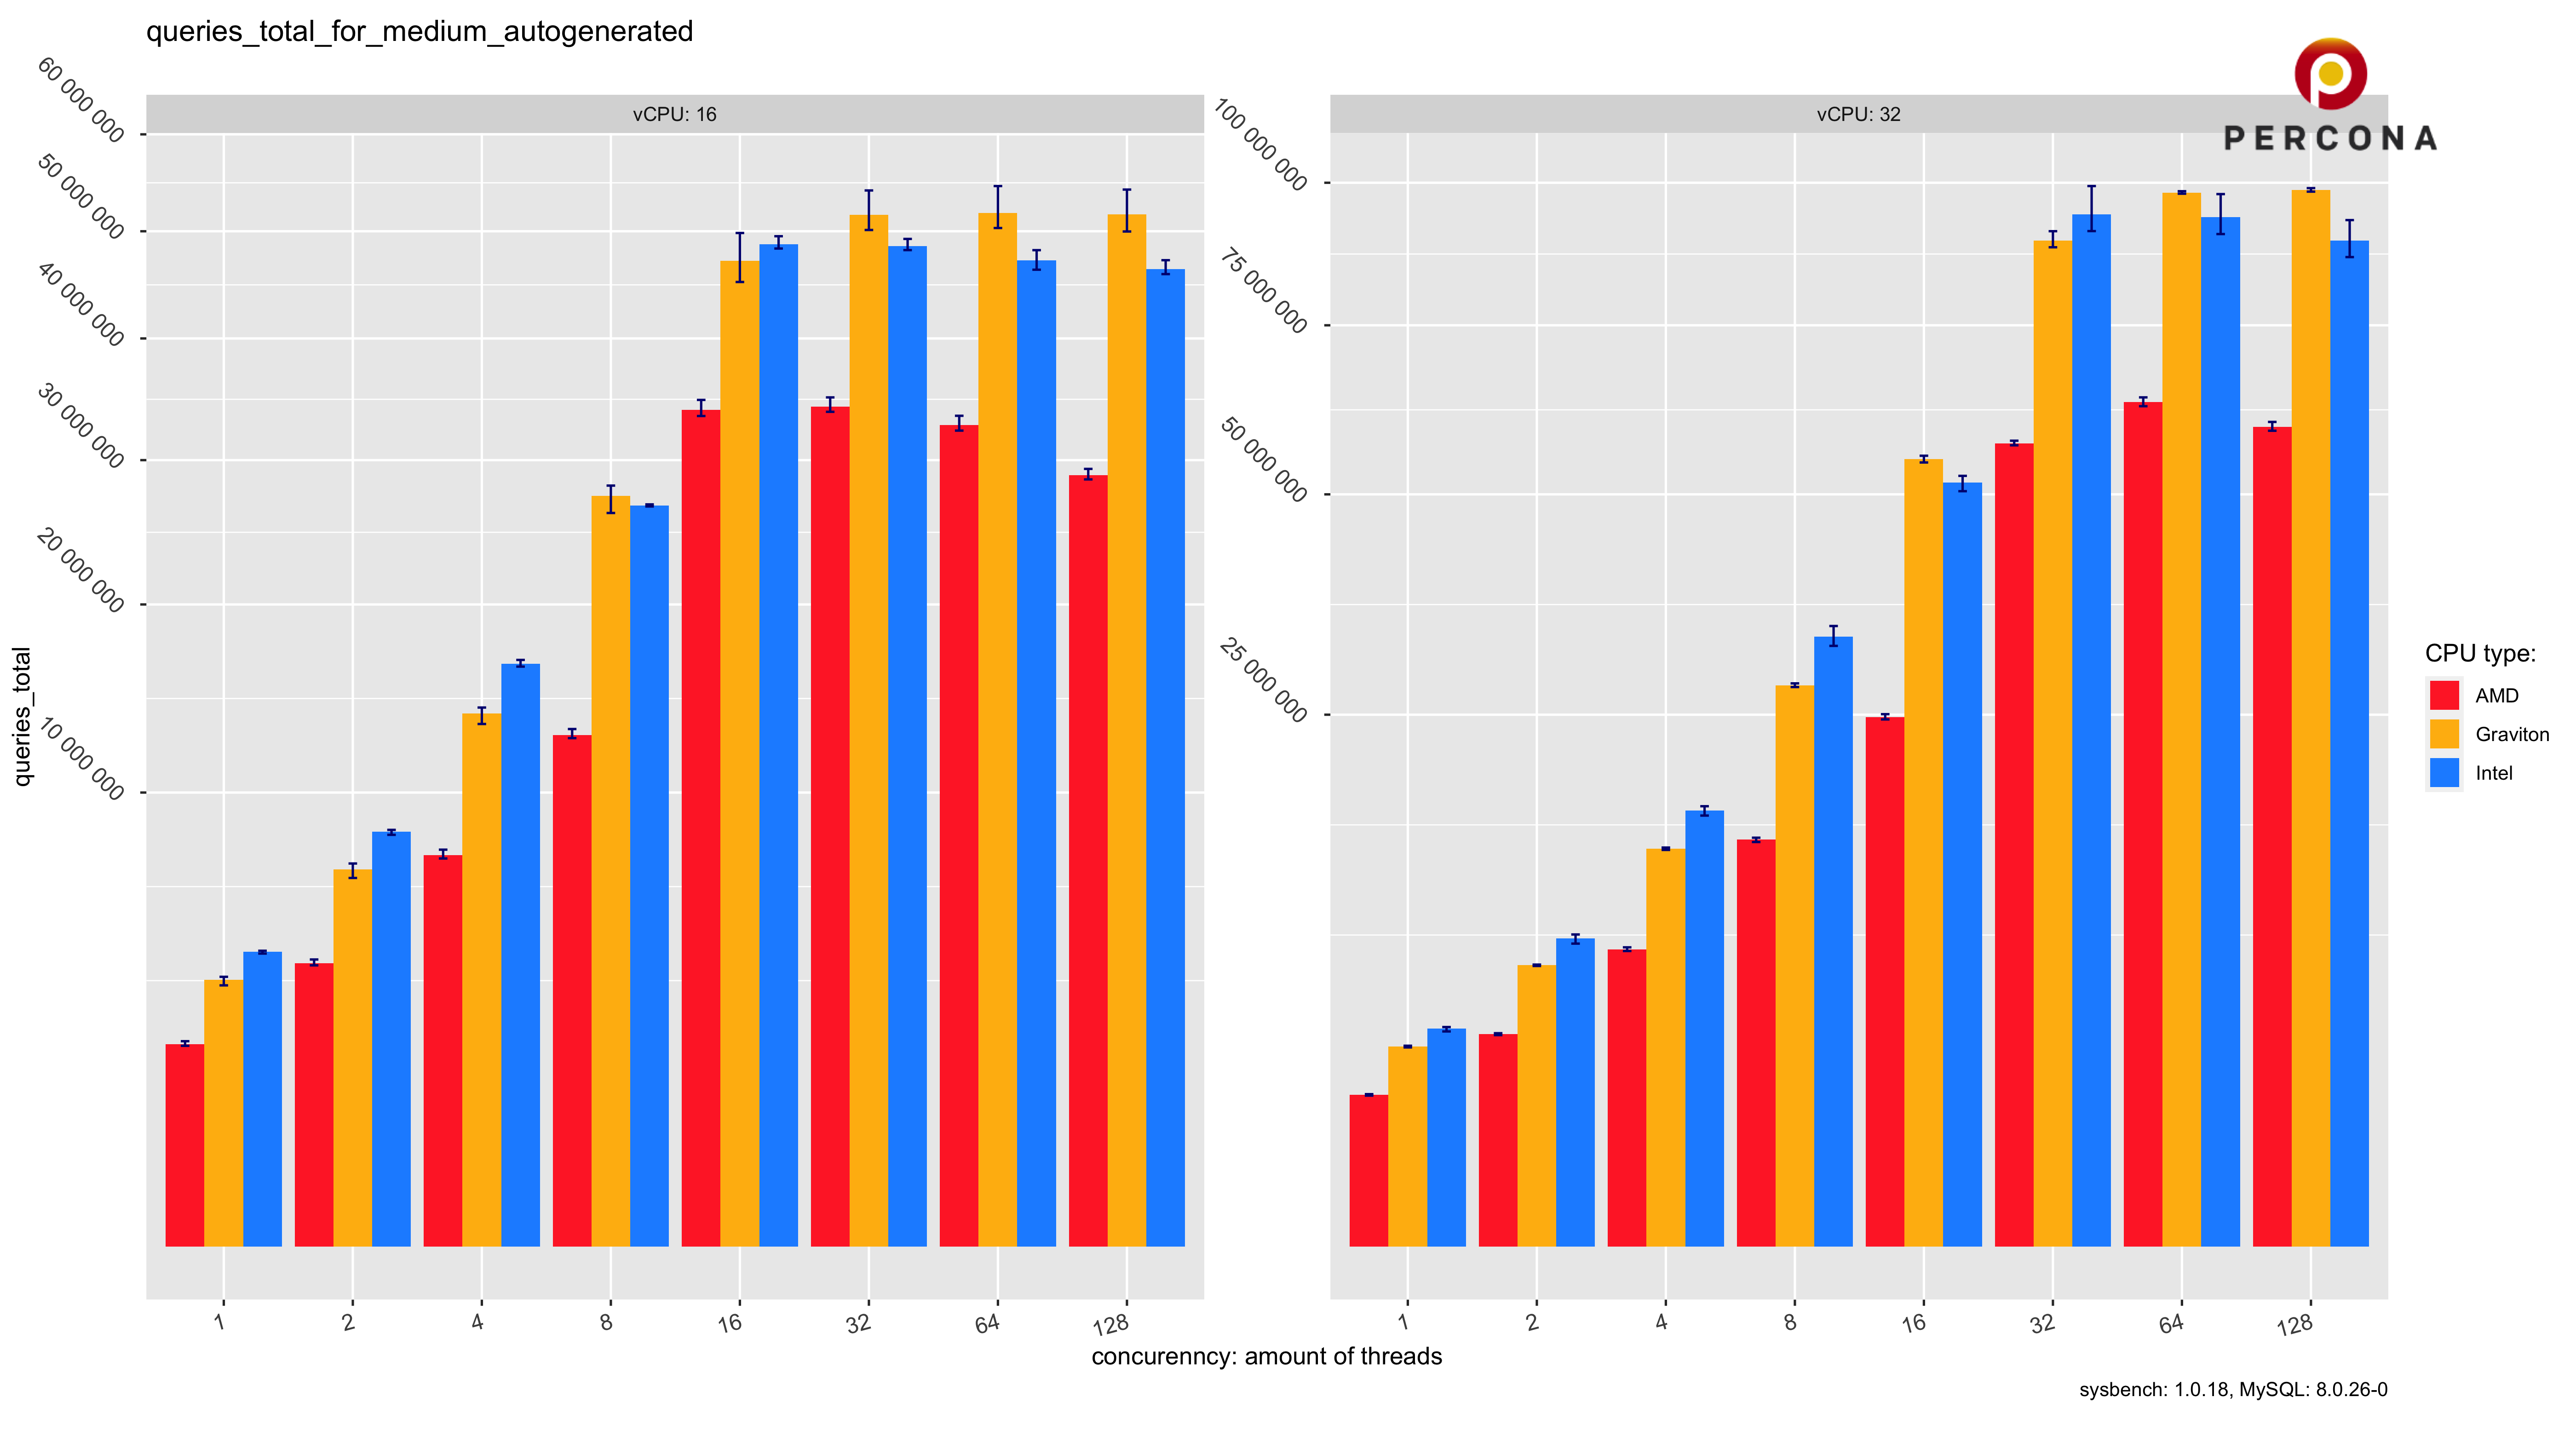 queries_total_for_medium_autogenerated
PERCONA
vCPU: 16
vCPU: 32
queries_total
60 000 000
50 000 000
40 000 000
30 000 000
20 000 000
10 000 000
100 000 000
75 000 000
50 000 000
25 000 000
1 2 4 8 16 32 64 128
1 2 4 8 16 32 64 128
concurenncy: amount of threads
CPU type:
AMD
Graviton
Intel
sysbench: 1.0.18, MySQL: 8.0.26-0